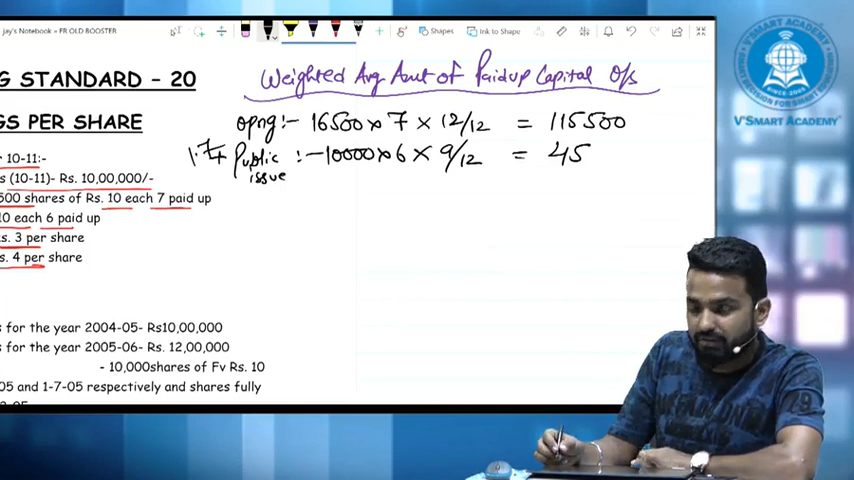 jay's Notebook » FR OLD BOOSTER
Shapes
Ink to Shape
V'SMART ACADEMY
SINCE-2006
V'SMART ACADEMY®
G STANDARD - 20
GS PER SHARE
Weighted Avg Amt of Paidup Capital O/s
opng:- 16500 x 7 x 12/12 = 115500
Public issue :- 10000 x 6 x 9/12 = 45
r 10-11:-
s (10-11)- Rs. 10,00,000/-
500 shares of Rs. 10 each 7 paid up
10 each 6 paid up
Rs. 3 per share
Rs. 4 per share
s for the year 2004-05- Rs10,00,000
s for the year 2005-06- Rs. 12,00,000
- 10,000shares of Fv Rs. 10
05 and 1-7-05 respectively and shares fully